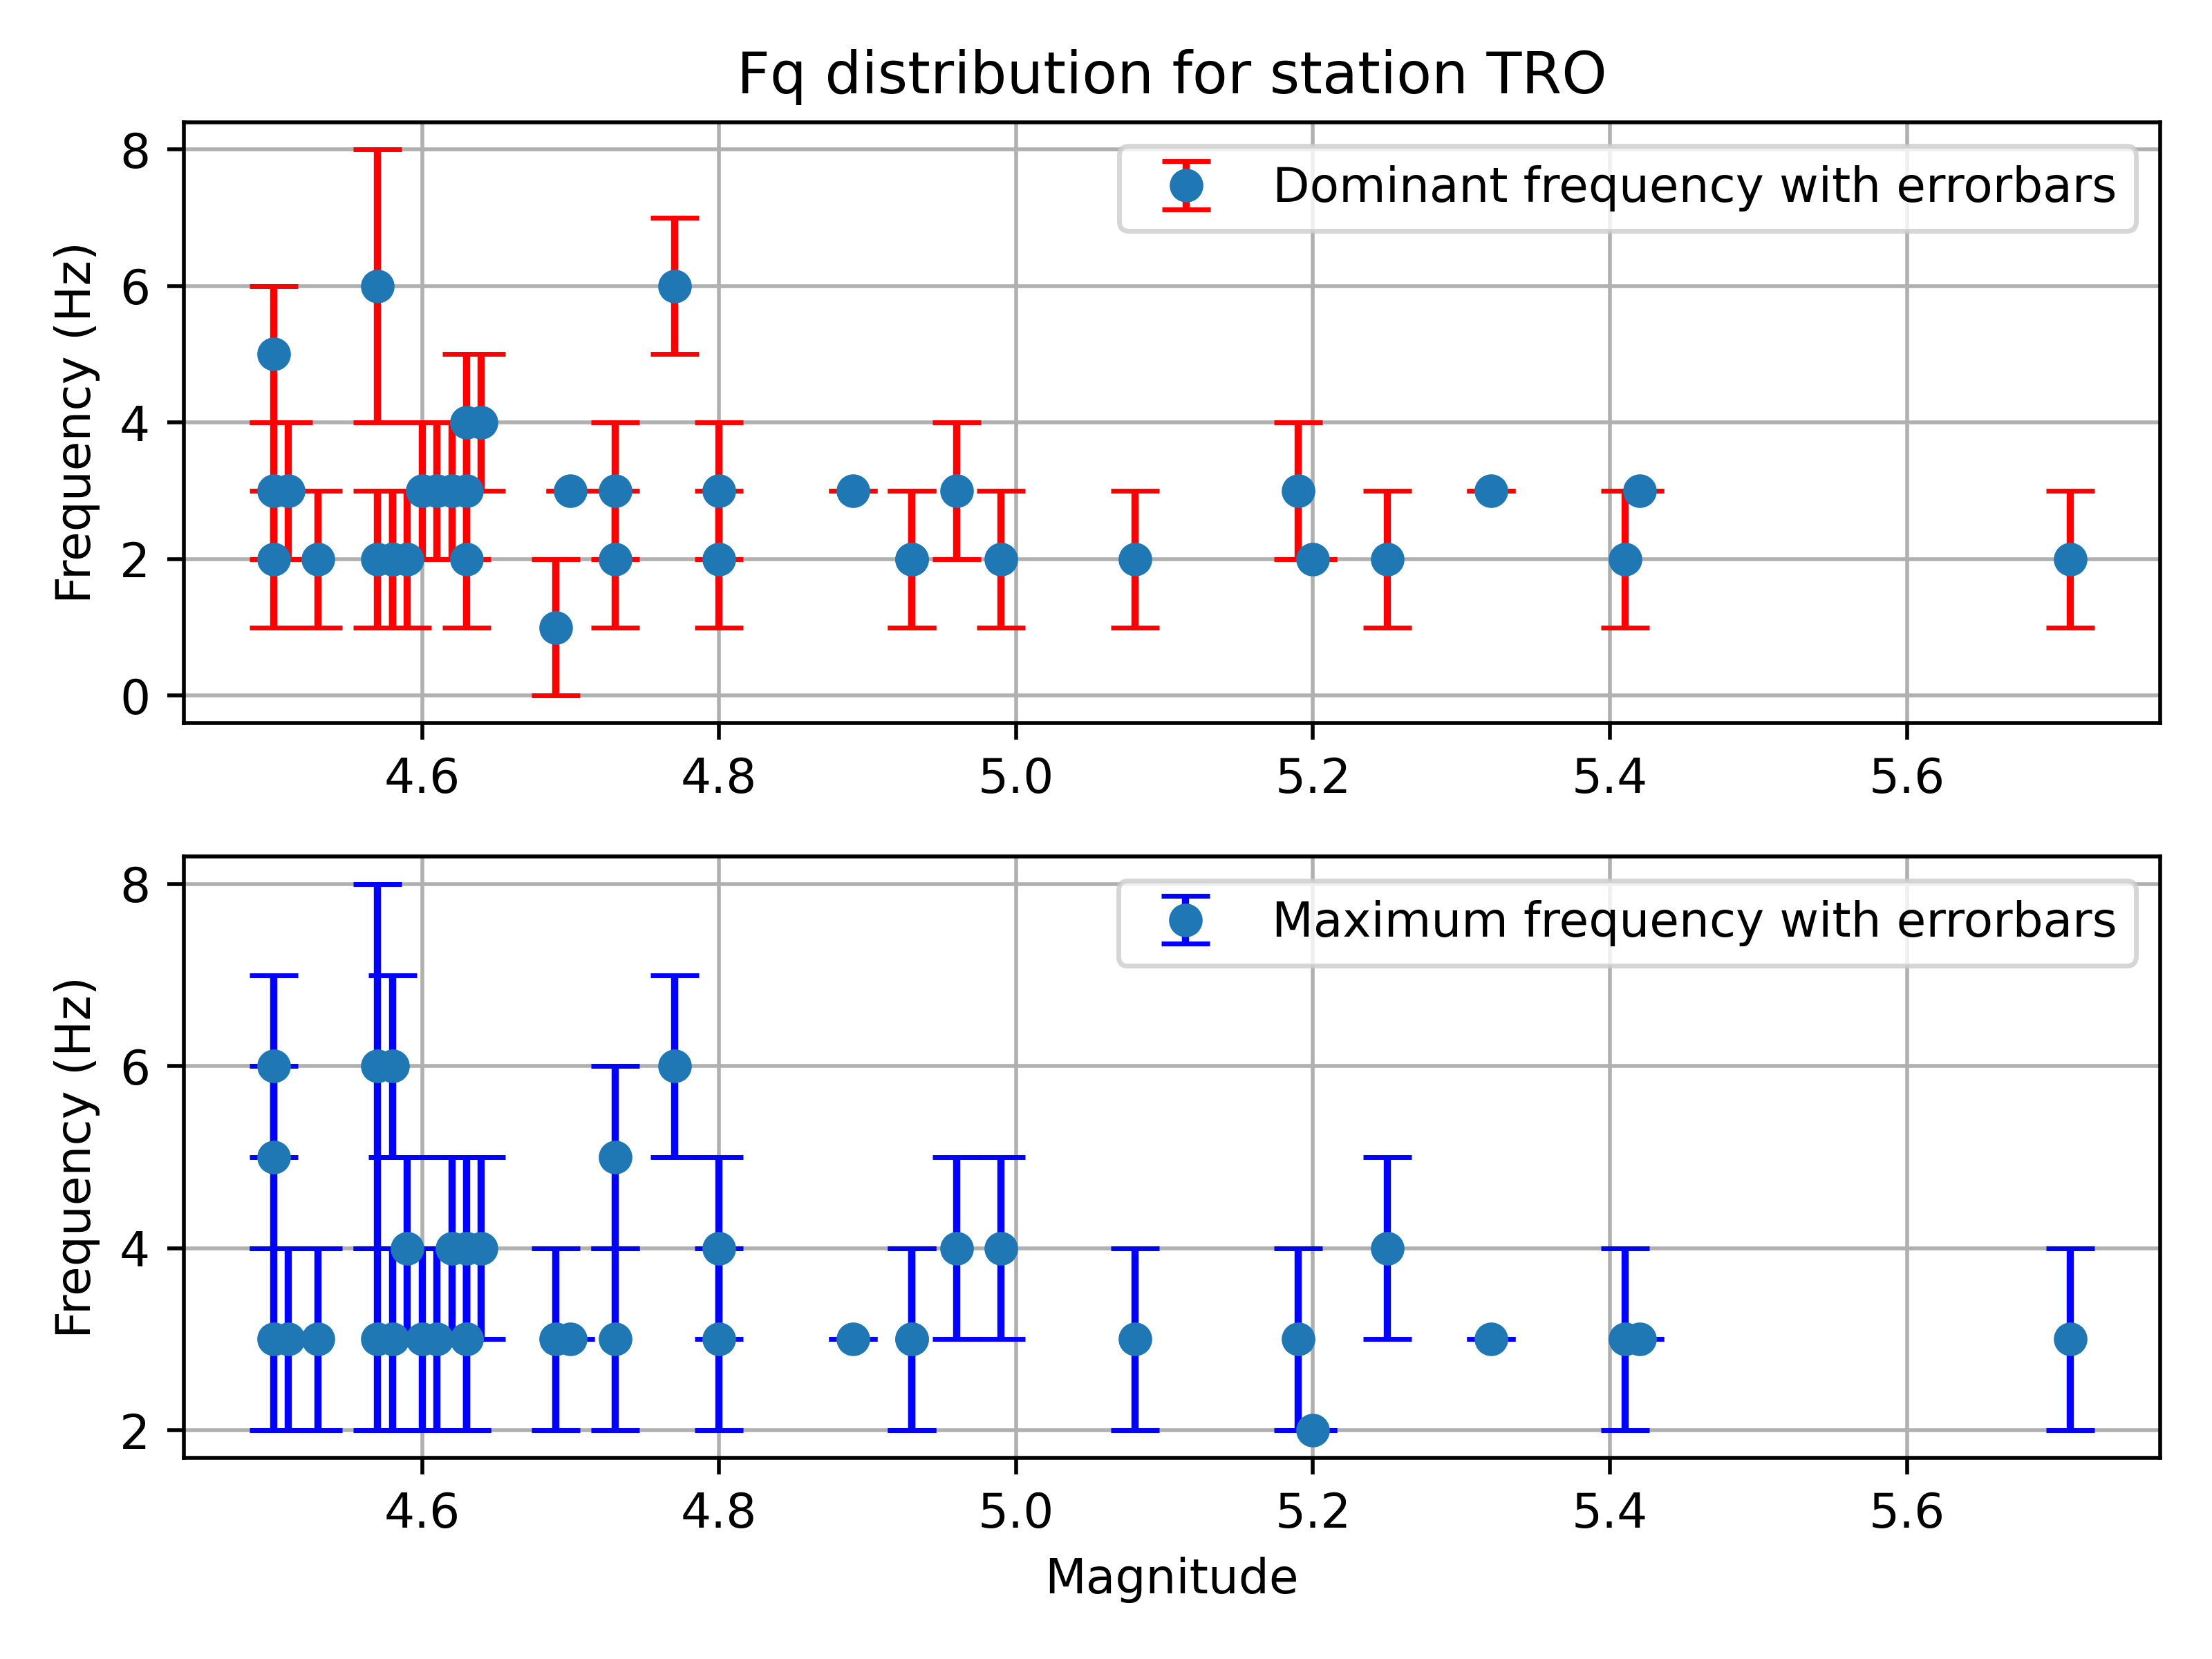 Fq distribution for station TRO
Dominant frequency with errorbars
Frequency (Hz)
8
6
4
2
0
4.6 4.8 5.0 5.2 5.4 5.6
Maximum frequency with errorbars
Frequency (Hz)
8
6
4
2
4.6 4.8 5.0 5.2 5.4 5.6
Magnitude